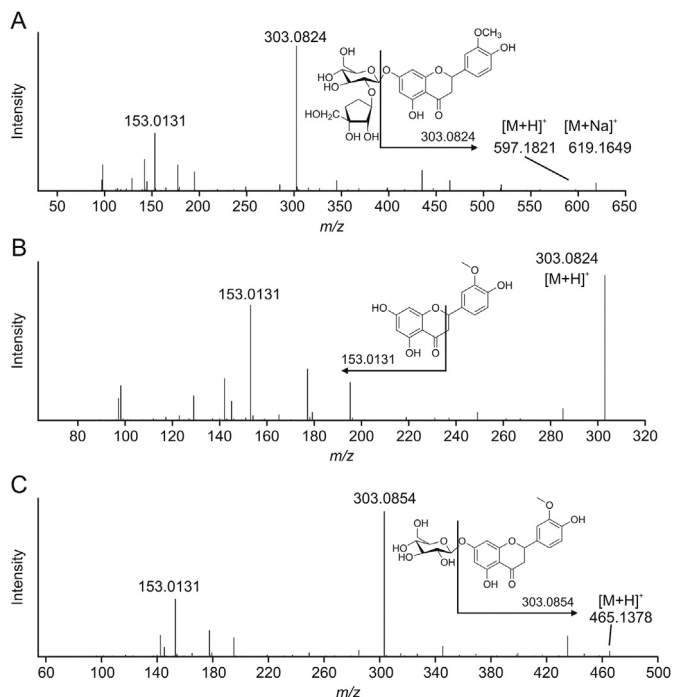 A
303.0824
153.0131
Intensity
OCH₃
OH
OH
O
HO
HO
OH
O
O
O
O
O
OH
HOH₂C
OH
OH
303.0824
[M+H]⁺
[M+Na]⁺
597.1821
619.1649
50
100
150
200
250
300
350
400
450
500
550
600
650
m/z
B
303.0824
[M+H]⁺
153.0131
Intensity
O
OH
HO
O
OH
O
153.0131
80
100
120
140
160
180
200
220
240
260
280
300
320
m/z
C
303.0854
153.0131
Intensity
O
OH
OH
O
HO
HO
OH
O
O
OH
O
303.0854
[M+H]⁺
465.1378
60
100
140
180
220
260
300
340
380
420
460
500
m/z